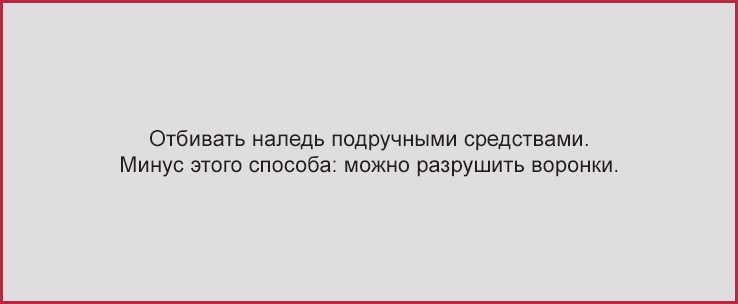 Отбивать наледь подручными средствами.
Минус этого способа: можно разрушить воронки.